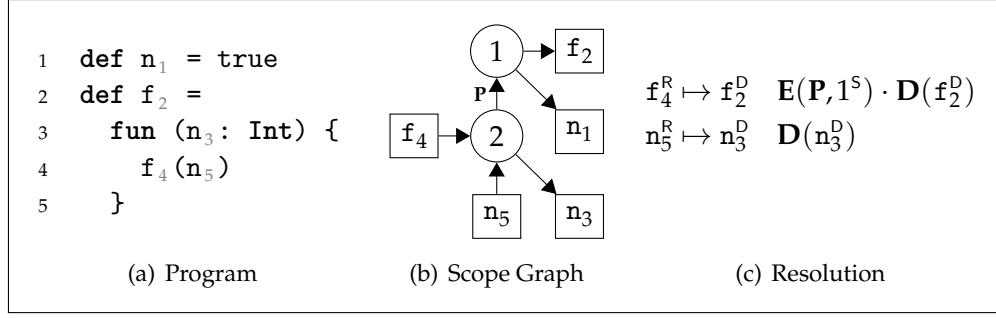 1 def n₁ = true
2 def f₂ =
3 fun (n₃: Int) {
4 f₄(n₅)
5 }
(a) Program
1
f₂
P
n₁
f₄
2
n₅
n₃
(b) Scope Graph
f₄ᴿ ↦ f₂ᴰ E(P, 1ˢ) · D(f₂ᴰ)
n₅ᴿ ↦ n₃ᴰ D(n₃ᴰ)
(c) Resolution